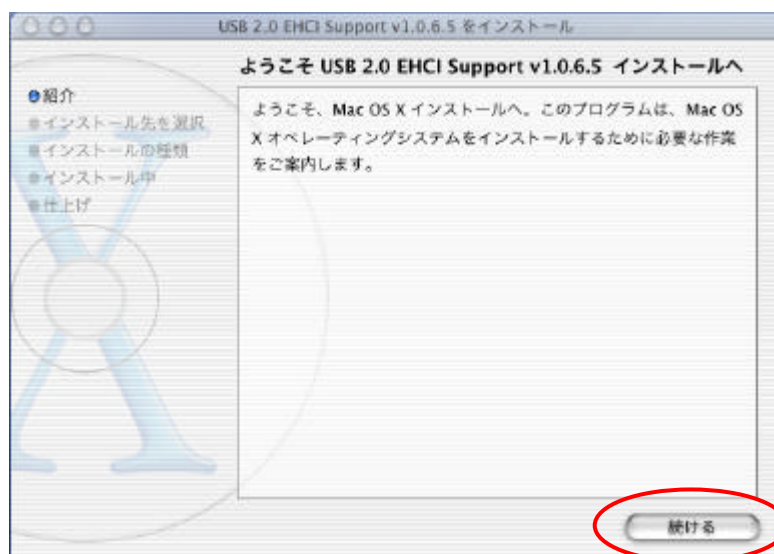 USB 2.0 EHCI Support v1.0.6.5 をインストール
ようこそ USB 2.0 EHCI Support v1.0.6.5 インストールへ
紹介
インストール先を選択
インストールの種類
インストール中
仕上げ
ようこそ、Mac OS X インストールへ。このプログラムは、Mac OS
X オペレーティングシステムをインストールするために必要な作業
をご案内します。
続ける